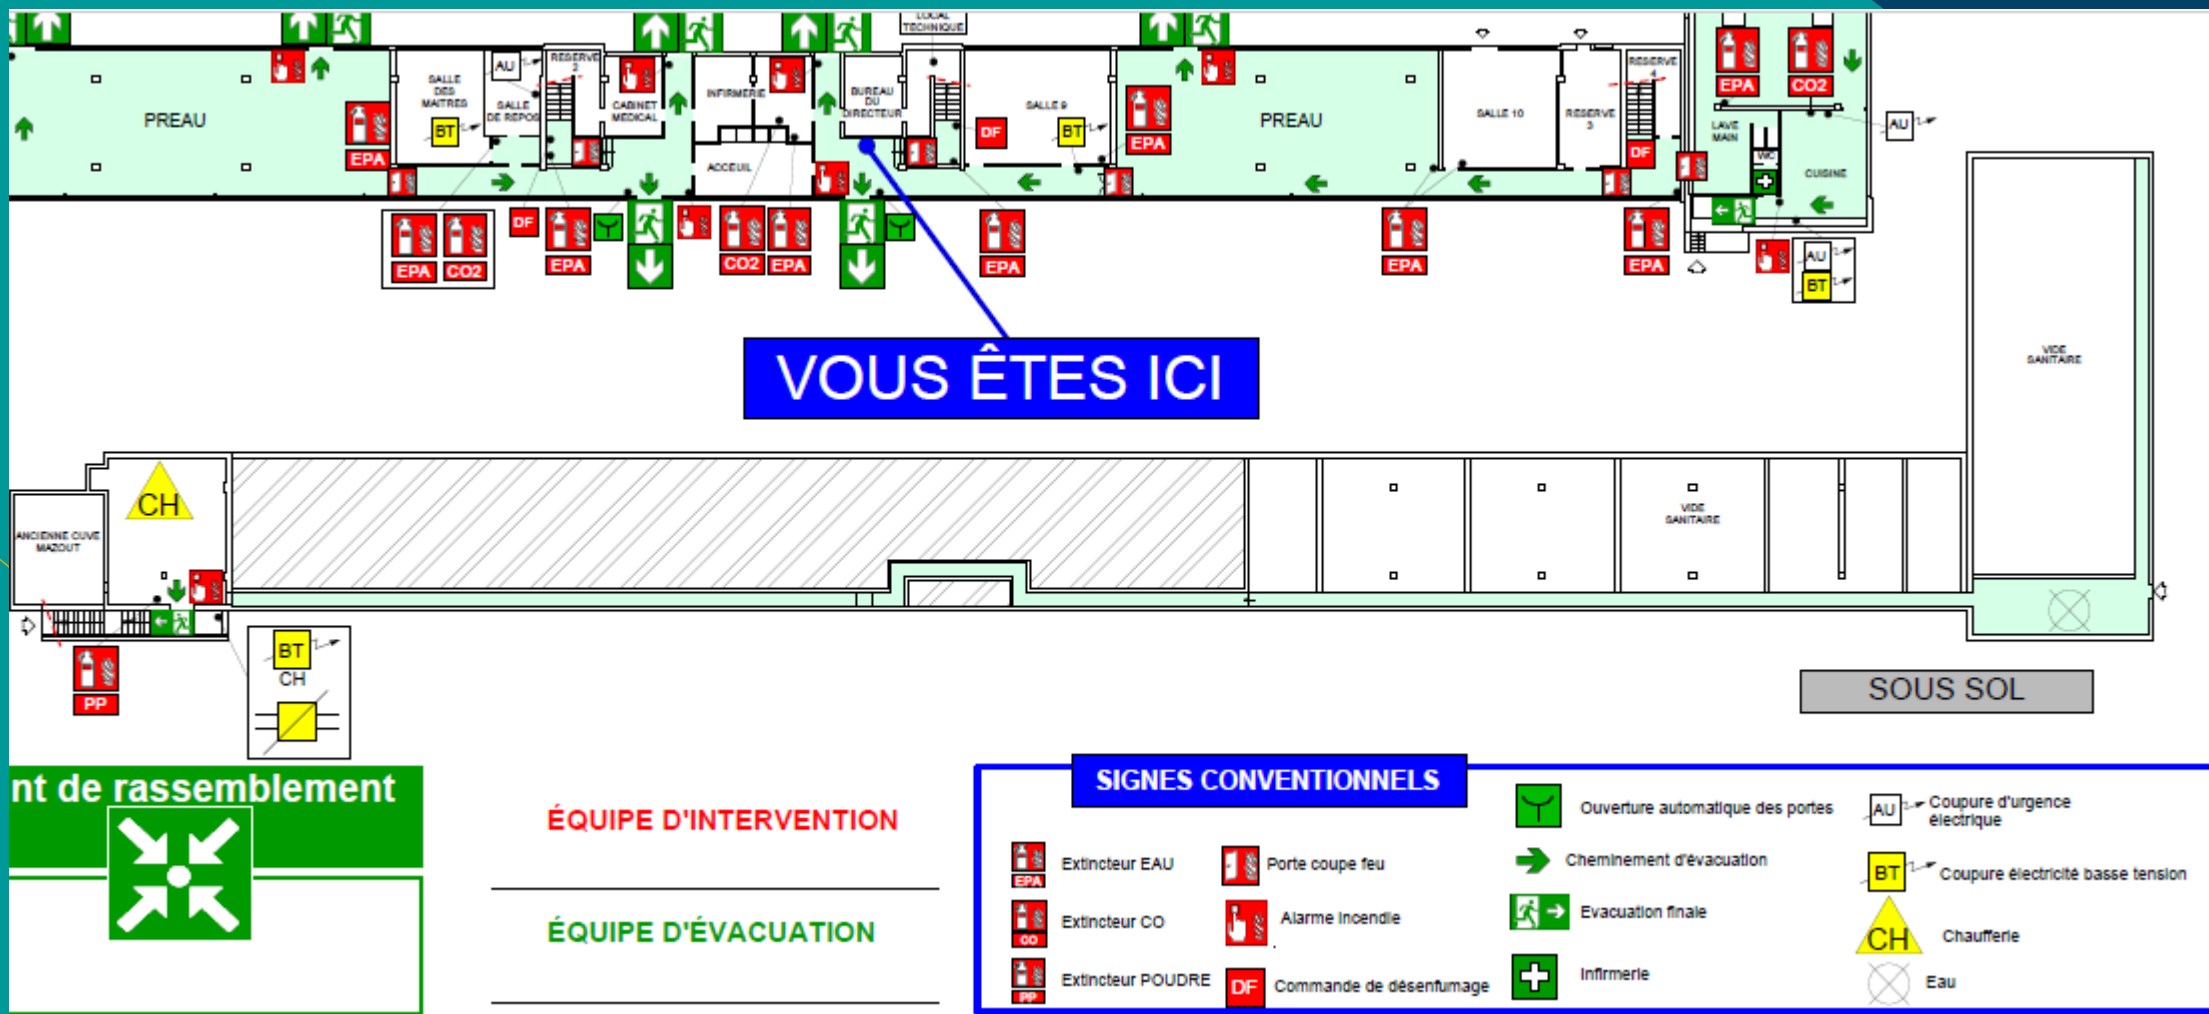 LOCAL
TECHNIQUE
PREAU
EPA
SALLE
DES
MAITRES
BT
AU
SALLE
DE REPOS
RESERVE
2
CABINET
MEDICAL
INFIRMERIE
ACCEUIL
BUREAU
DU
DIRECTEUR
DF
SALLE 9
BT
EPA
PREAU
SALLE 10
RESERVE
3
RESERVE
4
DF
EPA
CO2
LAVE
MAIN
WC
CUISINE
AU
EPA
CO2
DF
EPA
CO2
EPA
EPA
EPA
EPA
AU
BT
VOUS ÊTES ICI
VIDE
SANITAIRE
CH
ANCIENNE CUVE
MAZOUT
VIDE
SANITAIRE
PP
BT
CH
SOUS SOL
nt de rassemblement
ÉQUIPE D'INTERVENTION
ÉQUIPE D'ÉVACUATION
SIGNES CONVENTIONNELS
EPA
Extincteur EAU
CO
Extincteur CO
PP
Extincteur POUDRE
Porte coupe feu
Alarme Incendie
.
DF
Commande de désenfumage
Ouverture automatique des portes
Cheminement d'évacuation
Evacuation finale
Infirmerie
AU
Coupure d'urgence
électrique
BT
Coupure électricité basse tension
CH
Chaufferie
Eau